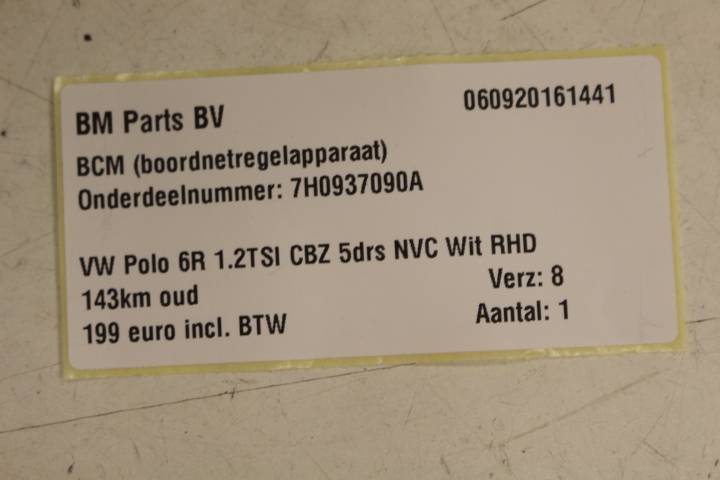 BM Parts BV 060920161441
BCM (boordnetregelapparaat)
Onderdeelnummer: 7H0937090A
VW Polo 6R 1.2TSI CBZ 5drs NVC Wit RHD
143km oud Verz: 8
199 euro incl. BTW Aantal: 1